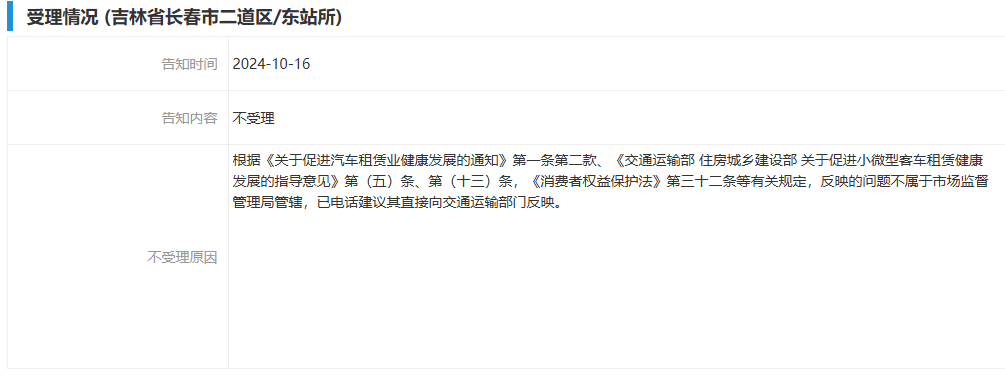 受理情况 (吉林省长春市二道区/东站所)
告知时间 2024-10-16
告知内容 不受理
不受理原因
根据《关于促进汽车租赁业健康发展的通知》第一条第二款、《交通运输部 住房城乡建设部 关于促进小微型客车租赁健康
发展的指导意见》第（五）条、第（十三）条，《消费者权益保护法》第三十二条等有关规定，反映的问题不属于市场监督
管理局管辖，已电话建议其直接向交通运输部门反映。